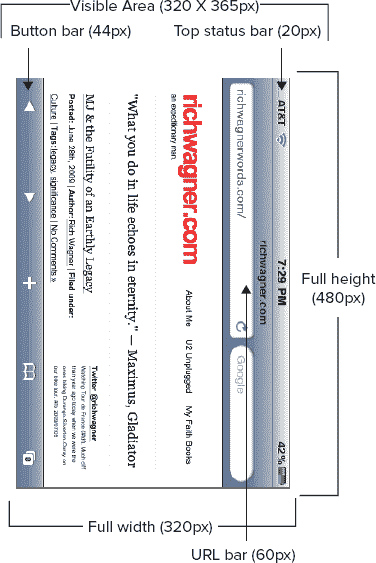 Visible Area (320 X 365px)
Button bar (44px)
Top status bar (20px)
AT&T
7:29 PM
42%
richwagner.com
richwagnerwords.com/
Google
richwagner.com
an expeditionary man.
About Me
U2 Unplugged
My Faith Books
"What you do in life echoes in eternity." — Maximus, Gladiator
MJ & the Futility of an Earthly Legacy
Posted: June 28th, 2009 | Author: Rich Wagner | Filed under:
Culture | Tags: legacy, significance | No Comments »
Twitter @richwagner
Full height
(480px)
Full width (320px)
URL bar (60px)